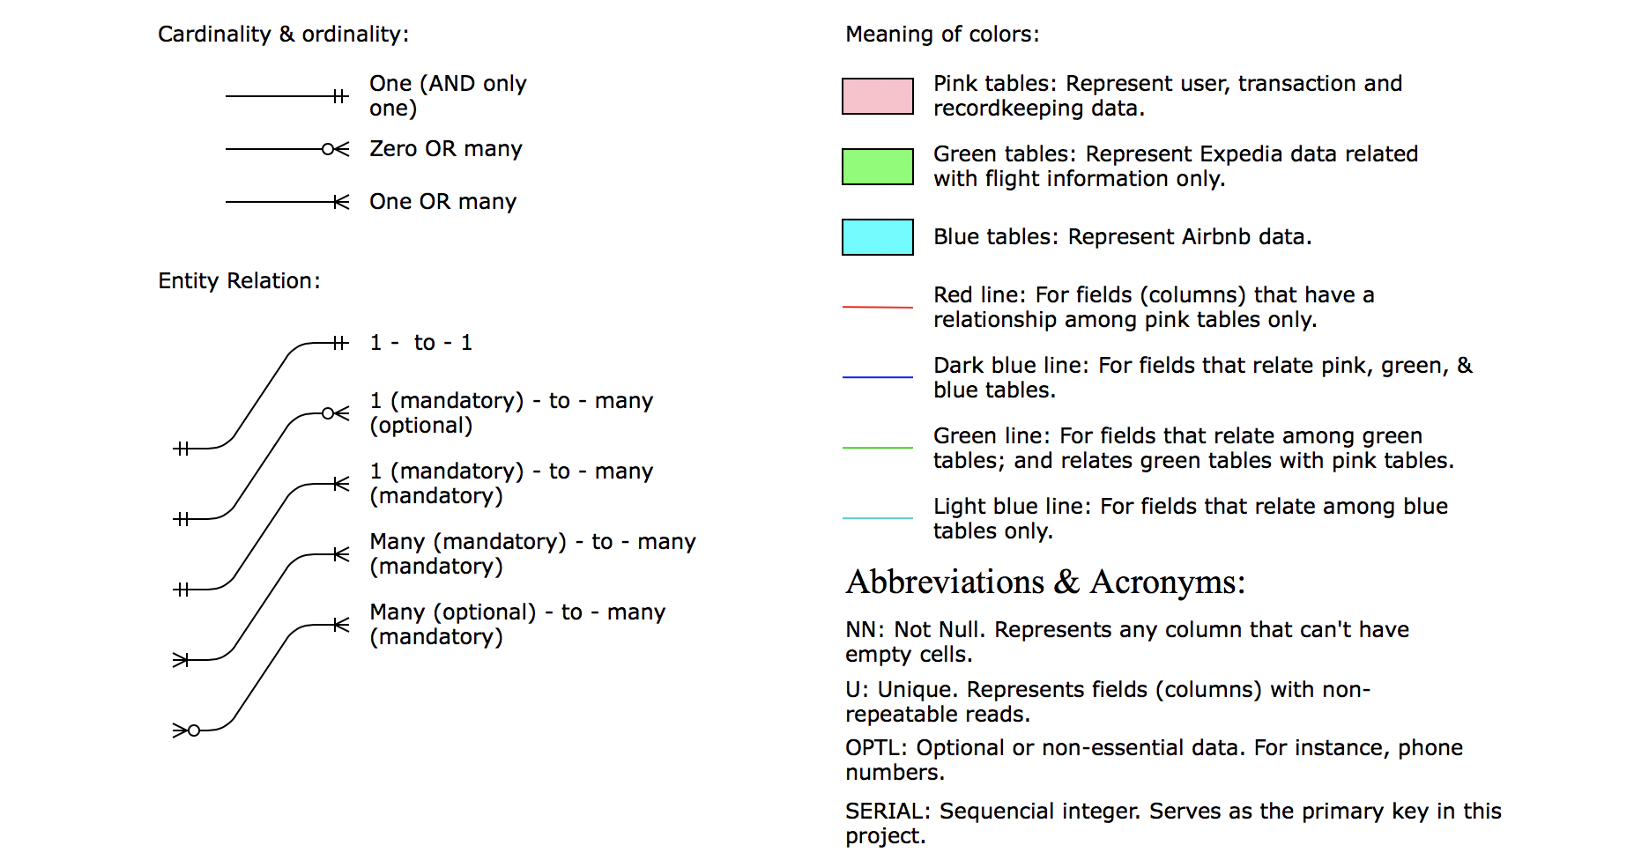 Cardinality & ordinality:
One (AND only
one)
Zero OR many
One OR many
Entity Relation:
1 -  to - 1
1 (mandatory) - to - many
(optional)
1 (mandatory) - to - many
(mandatory)
Many (mandatory) - to - many
(mandatory)
Many (optional) - to - many
(mandatory)
Meaning of colors:
Pink tables: Represent user, transaction and
recordkeeping data.
Green tables: Represent Expedia data related
with flight information only.
Blue tables: Represent Airbnb data.
Red line: For fields (columns) that have a
relationship among pink tables only.
Dark blue line: For fields that relate pink, green, &
blue tables.
Green line: For fields that relate among green
tables; and relates green tables with pink tables.
Light blue line: For fields that relate among blue
tables only.
Abbreviations & Acronyms:
NN: Not Null. Represents any column that can't have
empty cells.
U: Unique. Represents fields (columns) with non-
repeatable reads.
OPTL: Optional or non-essential data. For instance, phone
numbers.
SERIAL: Sequencial integer. Serves as the primary key in this
project.